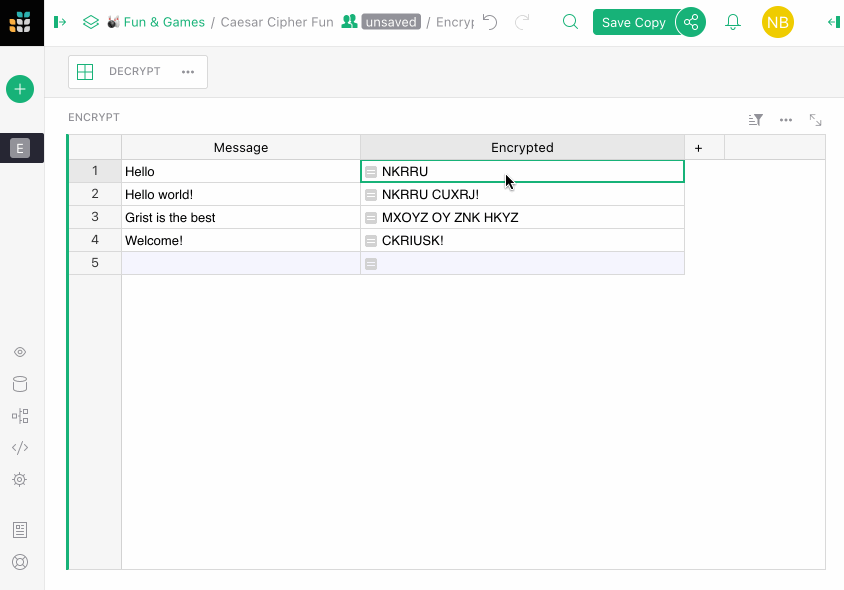 Fun & Games / Caesar Cipher Fun unsaved / Encryp Save Copy NB
DECRYPT
ENCRYPT
E
Message Encrypted +
1 Hello NKRRU
2 Hello world! NKRRU CUXRJ!
3 Grist is the best MXOYZ OY ZNK HKYZ
4 Welcome! CKRIUSK!
5